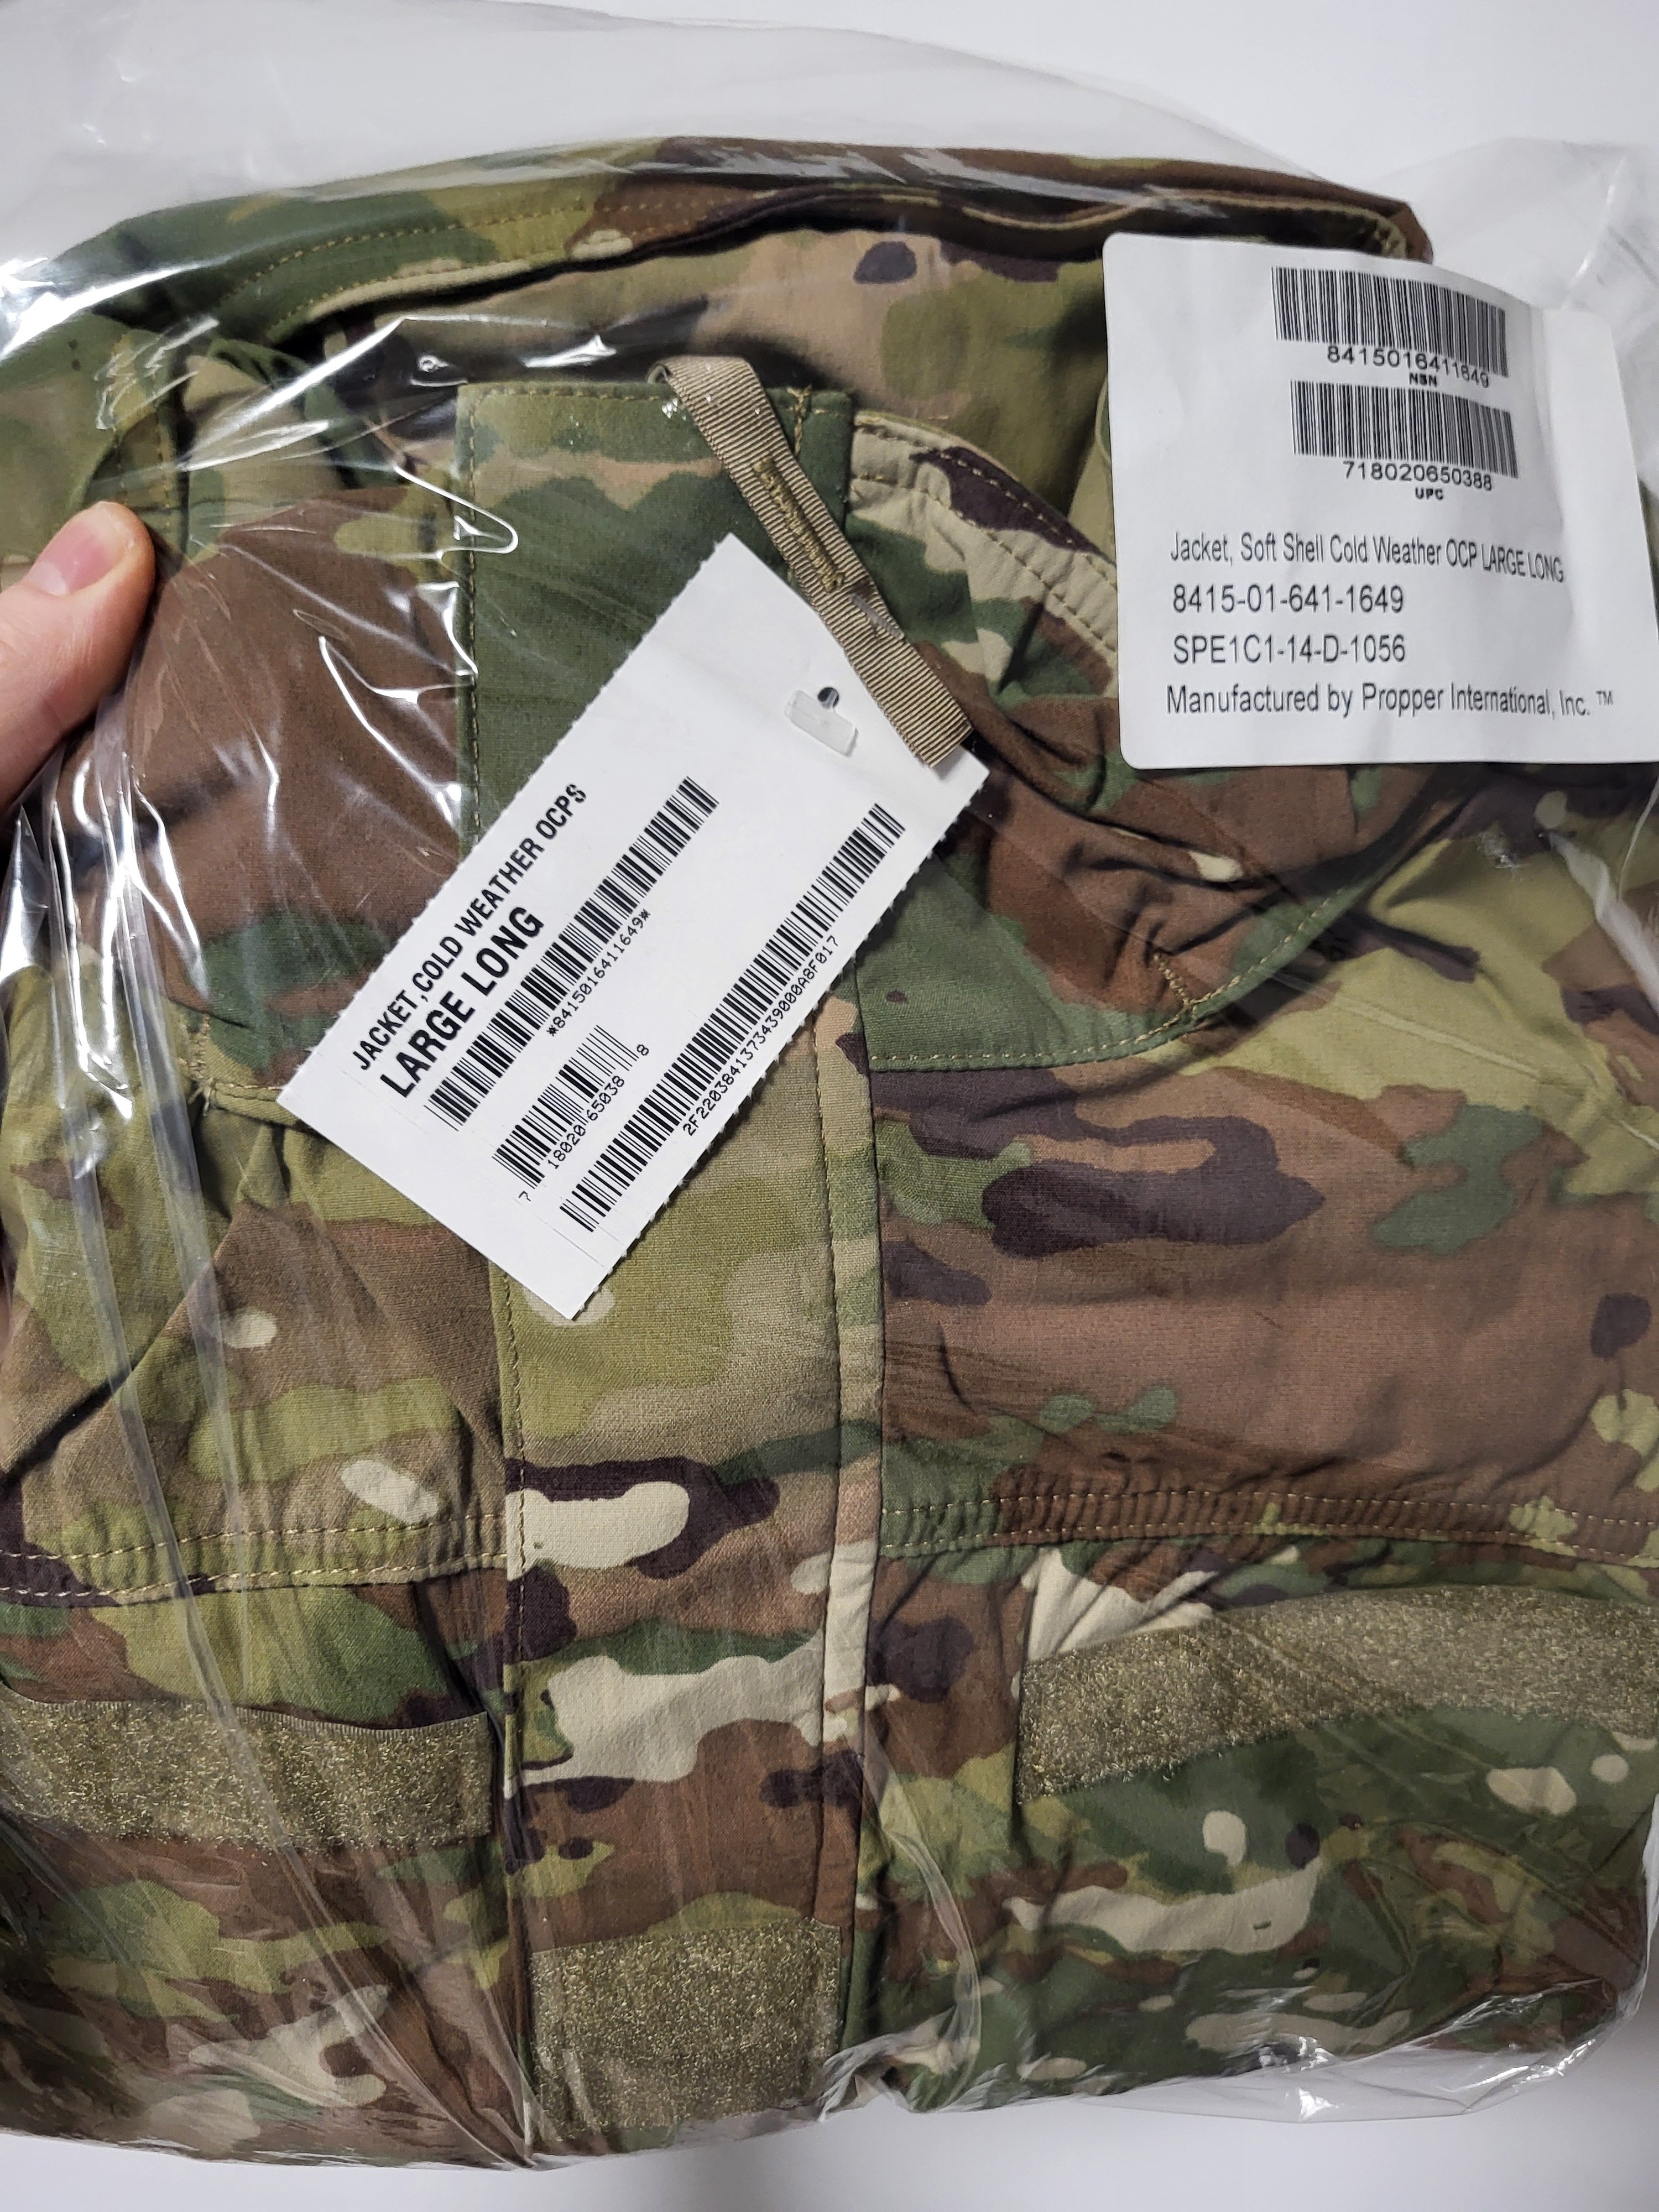 8415016411649
NSN
718020650388
UPC
Jacket, Soft Shell Cold Weather OCP LARGE LONG
8415-01-641-1649
SPE1C1-14-D-1056
Manufactured by Propper International, Inc. ™
JACKET,COLD WEATHER OCPS
LARGE LONG
*8415016411649*
7 18020 65038 8
2F2203841373439000A8F017